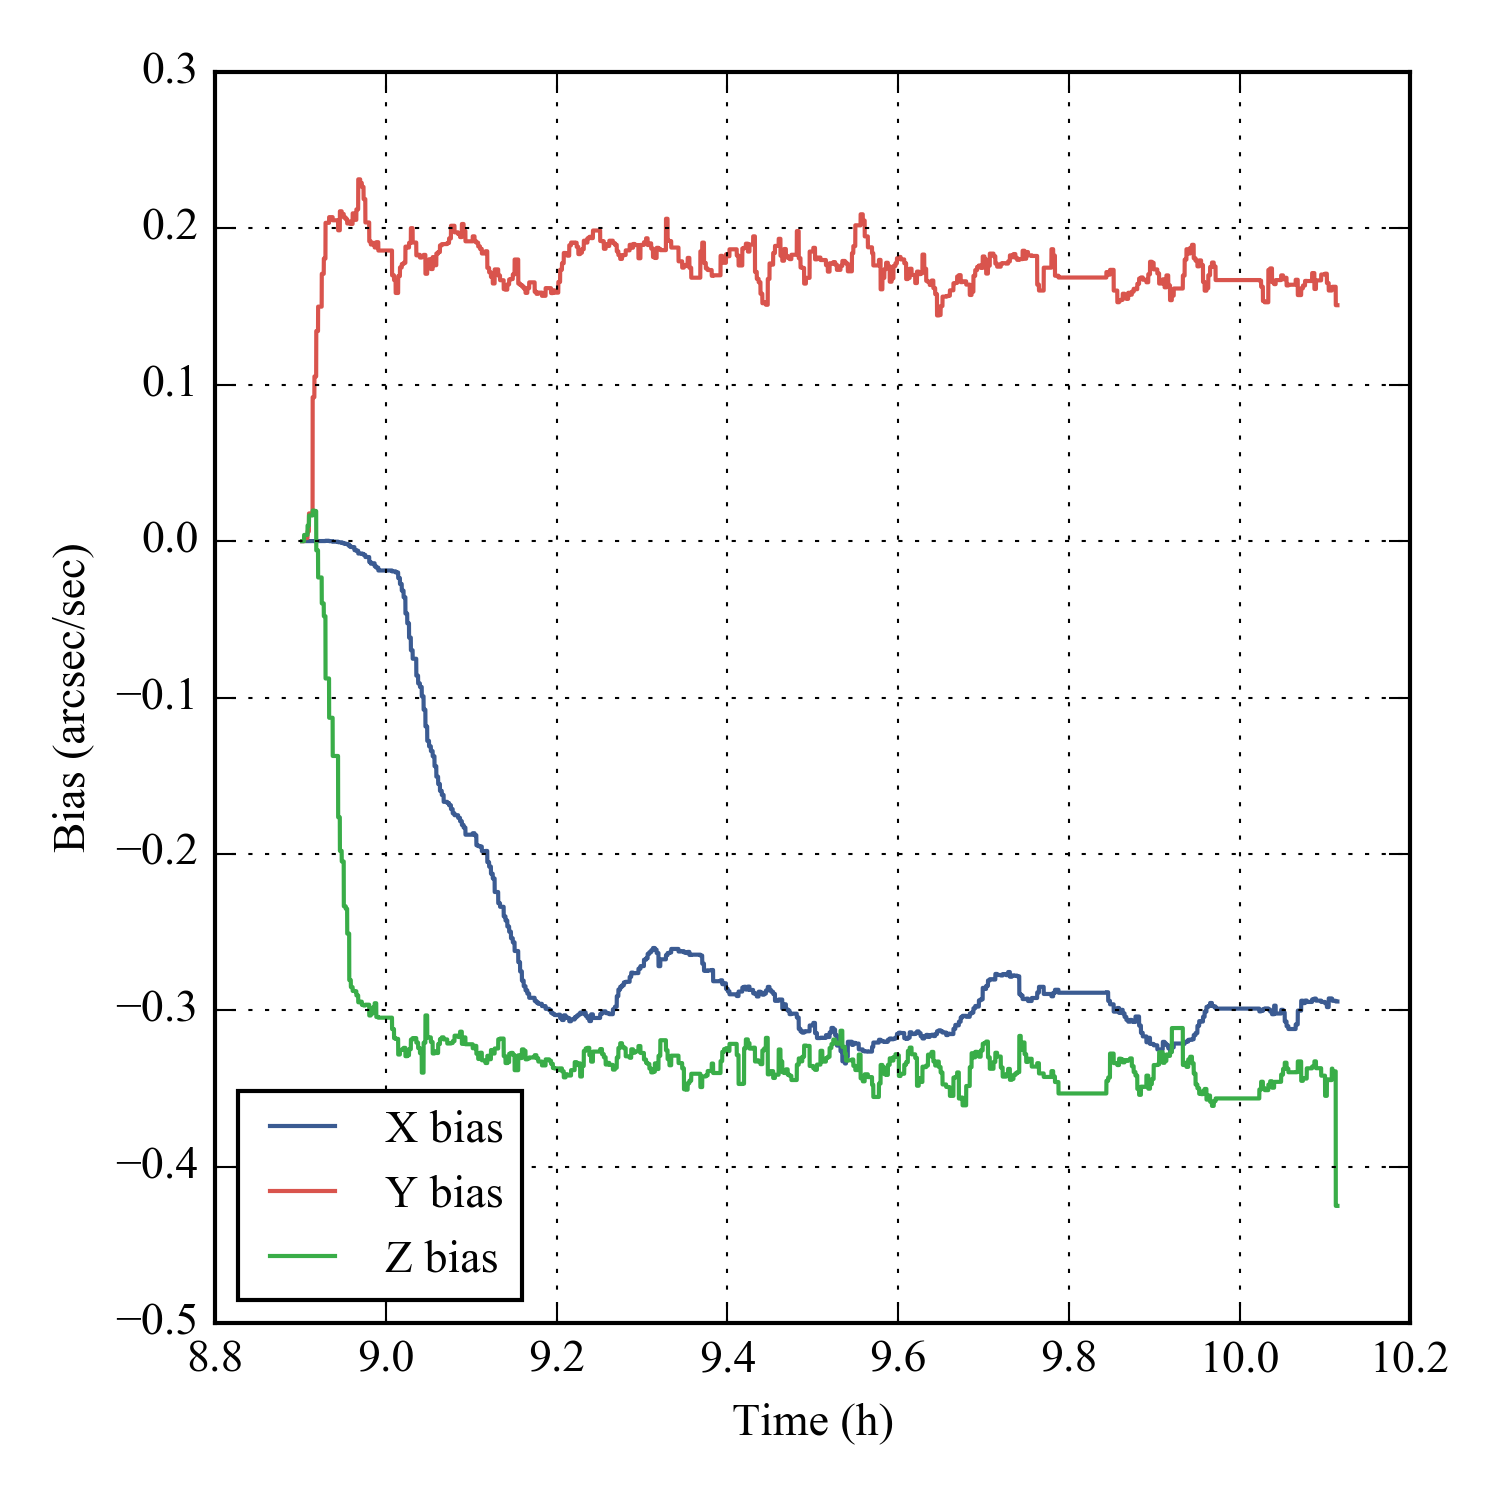 0.3
0.2
0.1
0.0
−0.1
−0.2
−0.3
−0.4
−0.5
Bias (arcsec/sec)
X bias
Y bias
Z bias
8.8 9.0 9.2 9.4 9.6 9.8 10.0 10.2
Time (h)